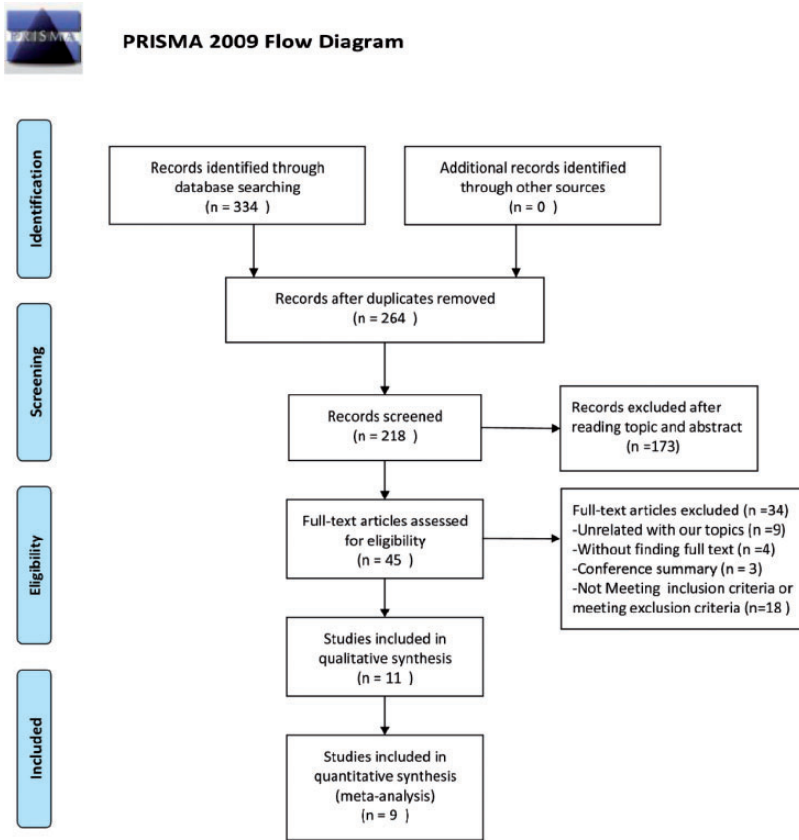 PRISMA
PRISMA 2009 Flow Diagram
Identification
Records identified through
database searching
(n = 334 )
Additional records identified
through other sources
(n = 0 )
Records after duplicates removed
(n = 264 )
Screening
Records screened
(n = 218 )
Records excluded after
reading topic and abstract
(n =173)
Eligibility
Full-text articles assessed
for eligibility
(n = 45 )
Full-text articles excluded (n =34)
-Unrelated with our topics (n =9)
-Without finding full text (n =4)
-Conference summary (n = 3)
-Not Meeting inclusion criteria or
meeting exclusion criteria (n=18 )
Studies included in
qualitative synthesis
(n = 11 )
Included
Studies included in
quantitative synthesis
(meta-analysis)
(n = 9 )